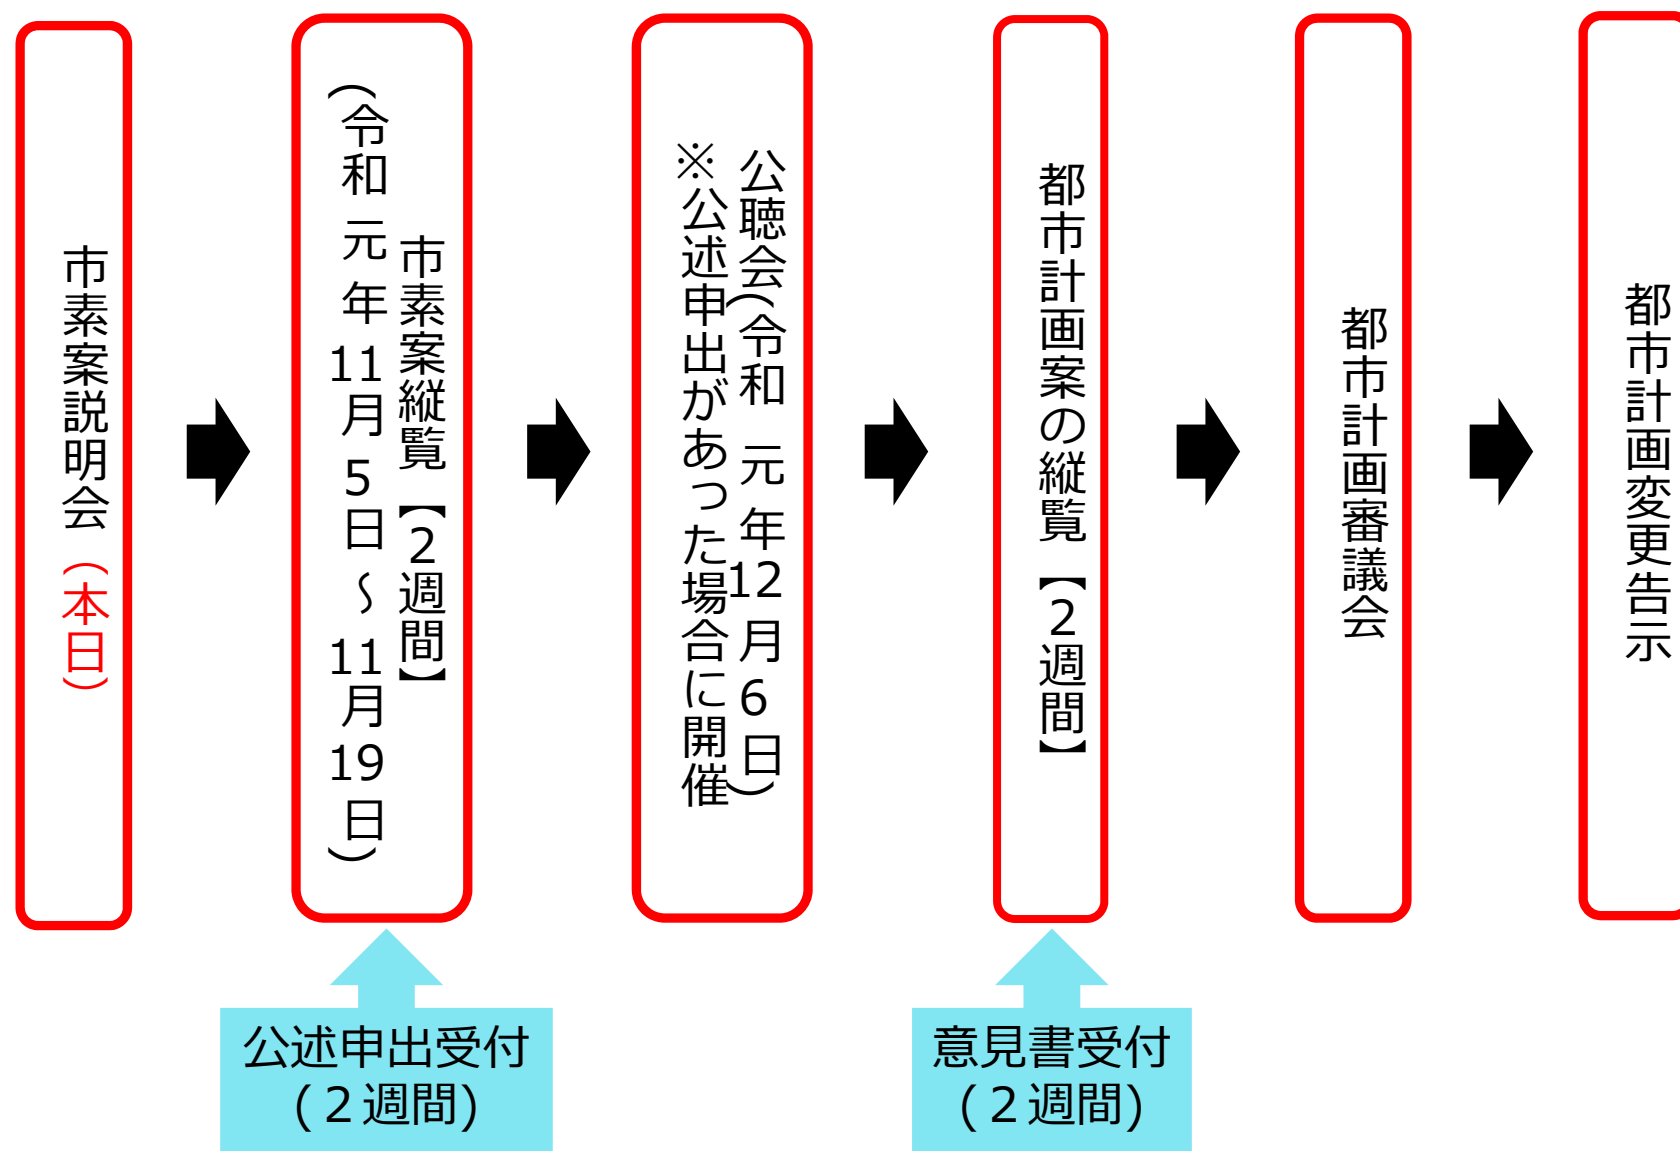 市素案説明会（本日）
市素案縦覧【2週間】
(令和元年11月5日～11月19日)
公聴会(令和元年12月6日)
※公述申出があった場合に開催
都市計画案の縦覧【2週間】
都市計画審議会
都市計画変更告示
公述申出受付
(２週間)
意見書受付
(２週間)